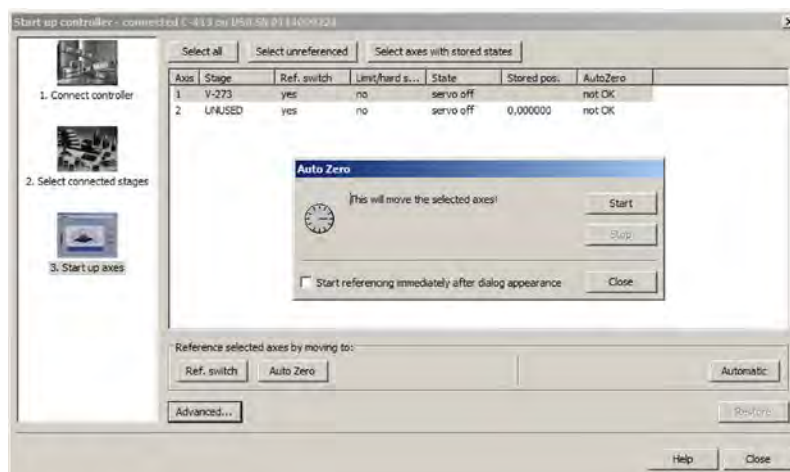 Start up controller - connected C-413 on USB SN 0114009224
Select all Select unreferenced Select axes with stored states
Axis Stage Ref. switch Limit/hard s... State Stored pos. AutoZero
1 V-273 yes no servo off not OK
2 UNUSED yes no servo off 0,000000 not OK
1. Connect controller
2. Select connected stages
3. Start up axes
Auto Zero
This will move the selected axes!
Start
Stop
Start referencing immediately after dialog appearance
Close
Reference selected axes by moving to:
Ref. switch Auto Zero Automatic
Advanced... Restore
Help Close